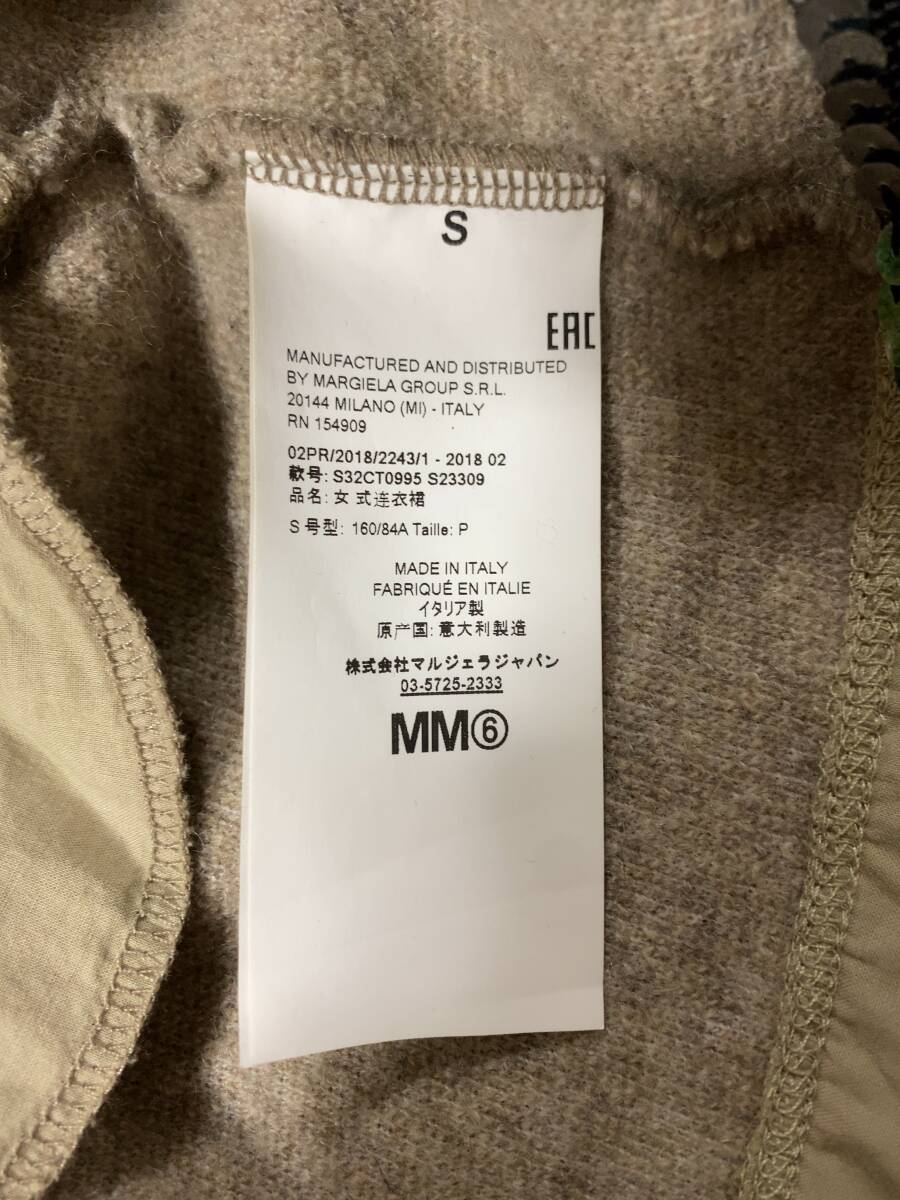 S
EAC
MANUFACTURED AND DISTRIBUTED
BY MARGIELA GROUP S.R.L.
20144 MILANO (MI) - ITALY
RN 154909
02PR/2018/2243/1 - 2018 02
款号: S32CT0995 S23309
品名: 女 式连衣裙
S 号型: 160/84A Taille: P
MADE IN ITALY
FABRIQUÉ EN ITALIE
イタリア製
原产国: 意大利製造
株式会社マルジェラジャパン
03-5725-2333
MM⑥